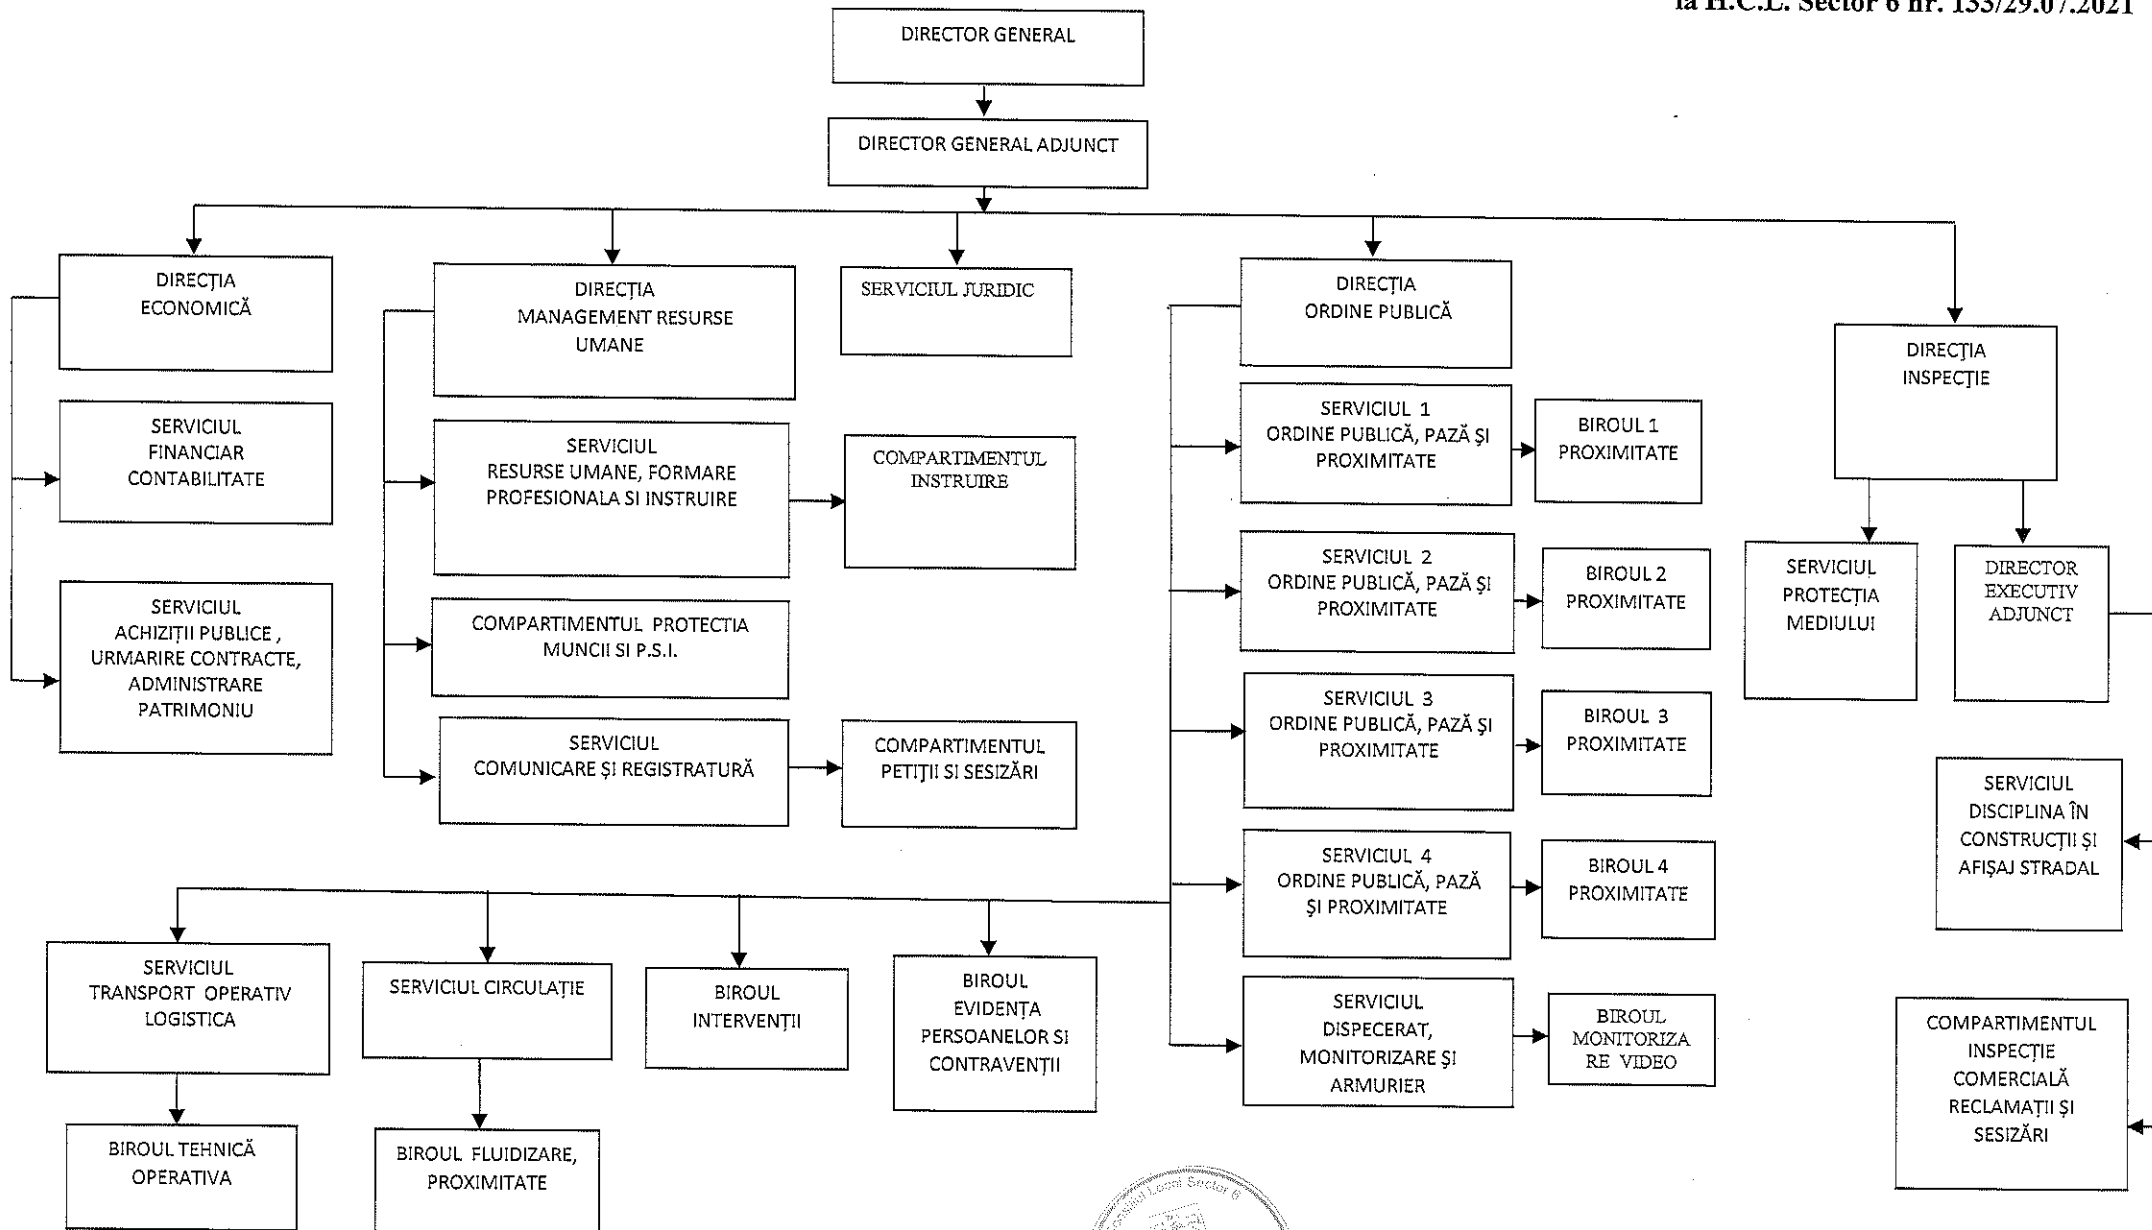 la H.C.L. Sector 6 nr. 133/29.07.2021
DIRECTOR GENERAL
DIRECTOR GENERAL ADJUNCT
DIRECȚIA
ECONOMICĂ
SERVICIUL
FINANCIAR
CONTABILITATE
SERVICIUL
ACHIZIȚII PUBLICE ,
URMARIRE CONTRACTE,
ADMINISTRARE
PATRIMONIU
DIRECȚIA
MANAGEMENT RESURSE
UMANE
SERVICIUL
RESURSE UMANE, FORMARE
PROFESIONALA SI INSTRUIRE
COMPARTIMENTUL
INSTRUIRE
COMPARTIMENTUL PROTECTIA
MUNCII SI P.S.I.
SERVICIUL
COMUNICARE ȘI REGISTRATURĂ
COMPARTIMENTUL
PETIȚII SI SESIZĂRI
SERVICIUL JURIDIC
DIRECȚIA
ORDINE PUBLICĂ
SERVICIUL 1
ORDINE PUBLICĂ, PAZĂ ȘI
PROXIMITATE
BIROUL 1
PROXIMITATE
SERVICIUL 2
ORDINE PUBLICĂ, PAZĂ ȘI
PROXIMITATE
BIROUL 2
PROXIMITATE
SERVICIUL 3
ORDINE PUBLICĂ, PAZĂ ȘI
PROXIMITATE
BIROUL 3
PROXIMITATE
SERVICIUL 4
ORDINE PUBLICĂ, PAZĂ
ȘI PROXIMITATE
BIROUL 4
PROXIMITATE
SERVICIUL
DISPECERAT,
MONITORIZARE ȘI
ARMURIER
BIROUL
MONITORIZA
RE VIDEO
DIRECȚIA
INSPECȚIE
SERVICIUL
PROTECȚIA
MEDIULUI
DIRECTOR
EXECUTIV
ADJUNCT
SERVICIUL
DISCIPLINA ÎN
CONSTRUCȚII ȘI
AFIȘAJ STRADAL
COMPARTIMENTUL
INSPECȚIE
COMERCIALĂ
RECLAMAȚII ȘI
SESIZĂRI
SERVICIUL
TRANSPORT OPERATIV
LOGISTICA
BIROUL TEHNICĂ
OPERATIVA
SERVICIUL CIRCULAȚIE
BIROUL FLUIDIZARE,
PROXIMITATE
BIROUL
INTERVENȚII
BIROUL
EVIDENȚA
PERSOANELOR SI
CONTRAVENȚII
Consiliul Local Sector 6